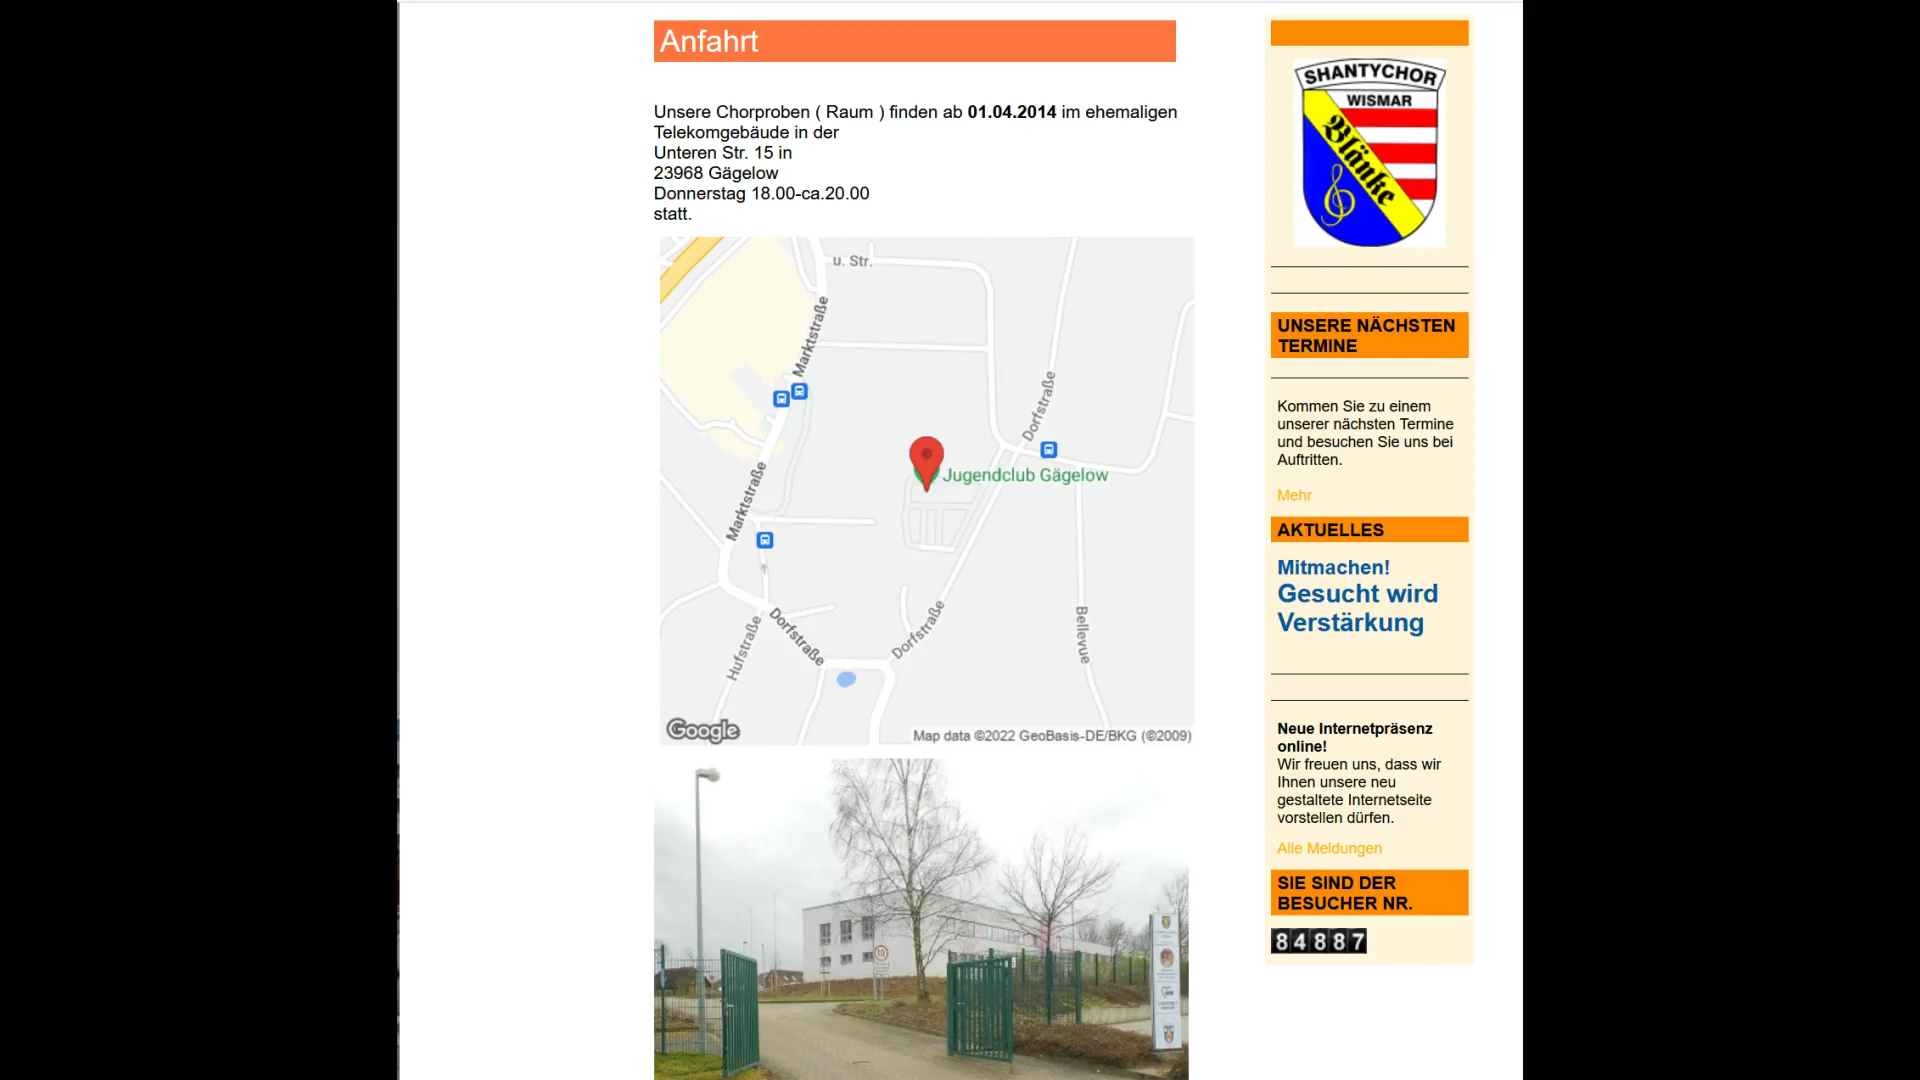 Anfahrt
Unsere Chorproben ( Raum ) finden ab 01.04.2014 im ehemaligen
Telekomgebäude in der
Unteren Str. 15 in
23968 Gägelow
Donnerstag 18.00-ca.20.00
statt.
u. Str.
Marktstraße
Dorfstraße
Jugendclub Gägelow
Marktstraße
Dorfstraße
Dorfstraße
Hufstraße
Bellevue
Google
Map data ©2022 GeoBasis-DE/BKG (©2009)
10
SHANTYCHOR
WISMAR
Blänke
UNSERE NÄCHSTEN
TERMINE
Kommen Sie zu einem
unserer nächsten Termine
und besuchen Sie uns bei
Auftritten.
Mehr
AKTUELLES
Mitmachen!
Gesucht wird
Verstärkung
Neue Internetpräsenz
online!
Wir freuen uns, dass wir
Ihnen unsere neu
gestaltete Internetseite
vorstellen dürfen.
Alle Meldungen
SIE SIND DER
BESUCHER NR.
84887